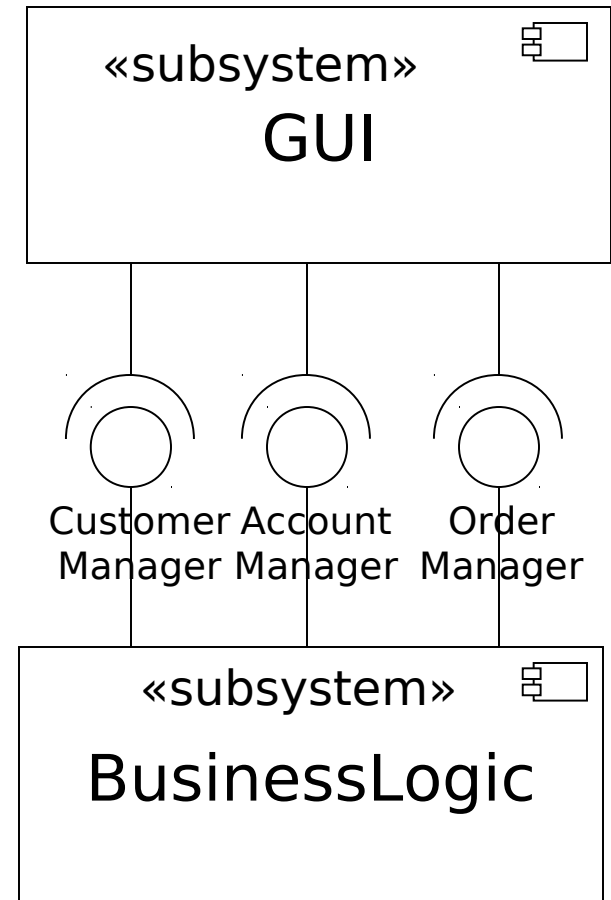 «subsystem»
GUI
Customer Account Order
Manager Manager Manager
«subsystem»
BusinessLogic